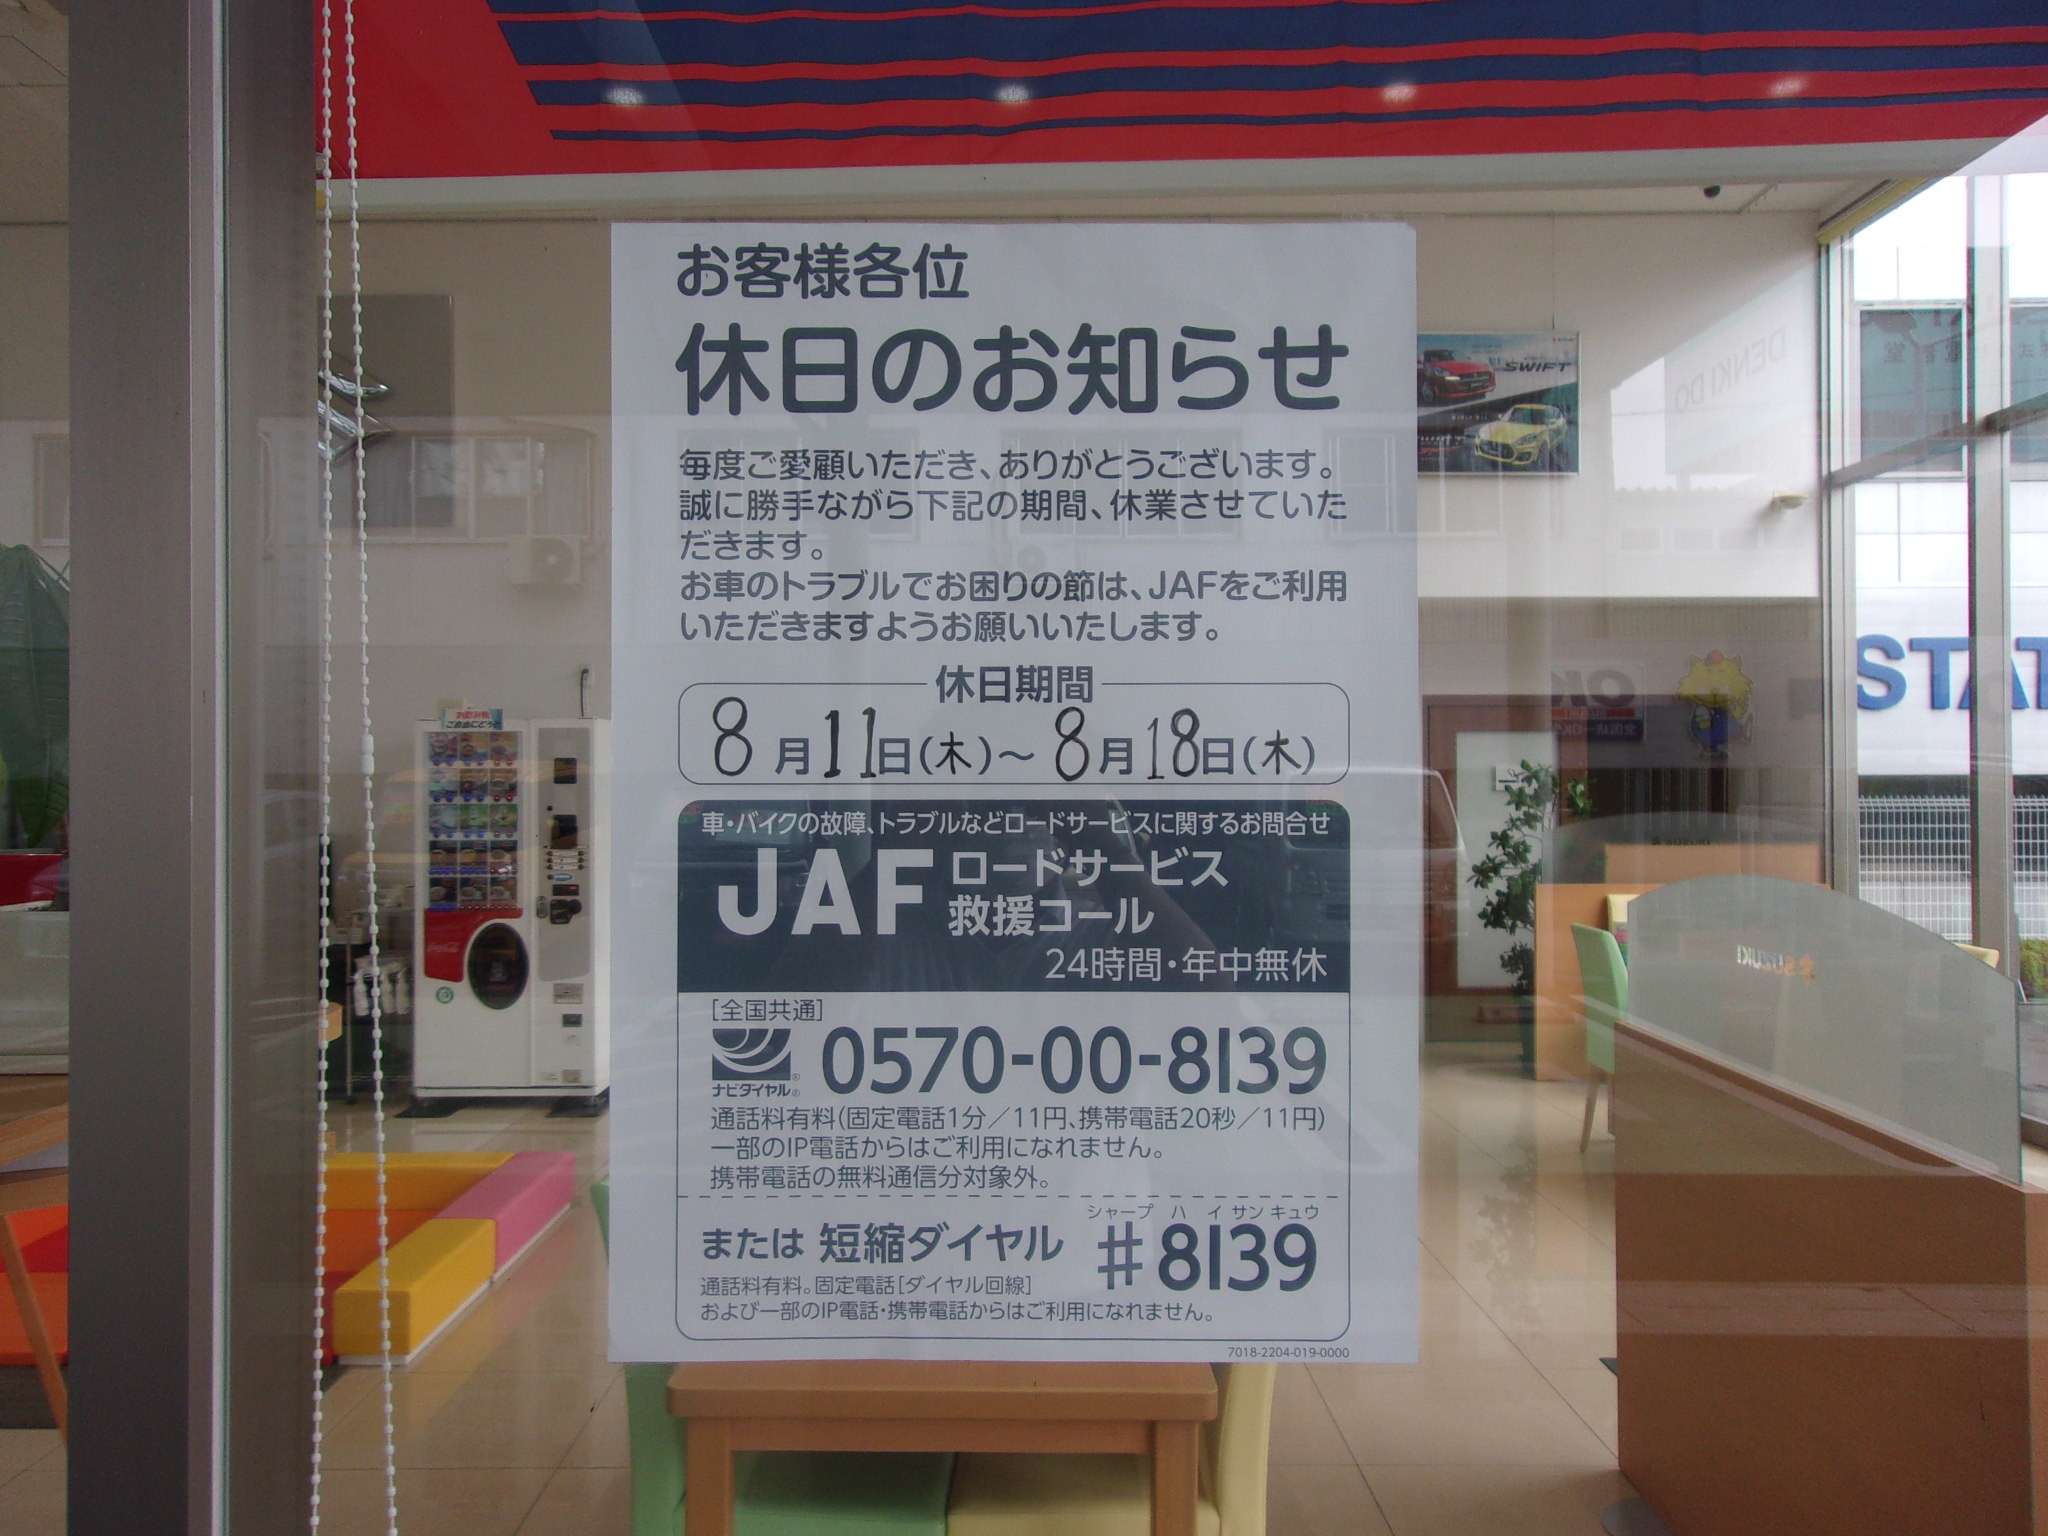 お客様各位
休日のお知らせ
毎度ご愛顧いただき、ありがとうございます。
誠に勝手ながら下記の期間、休業させていた
だきます。
お車のトラブルでお困りの節は、JAFをご利用
いただきますようお願いいたします。
休日期間
8月11日(木)～8月18日(木)
車・バイクの故障、トラブルなどロードサービスに関するお問合せ
JAF ロードサービス
救援コール
24時間・年中無休
[全国共通]
ナビダイヤル® 0570-00-8139
通話料有料(固定電話1分／11円、携帯電話20秒／11円)
一部のIP電話からはご利用になれません。
携帯電話の無料通信分対象外。
シャープ ハ イ サン キュウ
または 短縮ダイヤル #8139
通話料有料。固定電話[ダイヤル回線]
および一部のIP電話・携帯電話からはご利用になれません。
7018-2204-019-0000
SWIFT
DENKIDO
OK
STA
SUZUKI
Coca-Cola